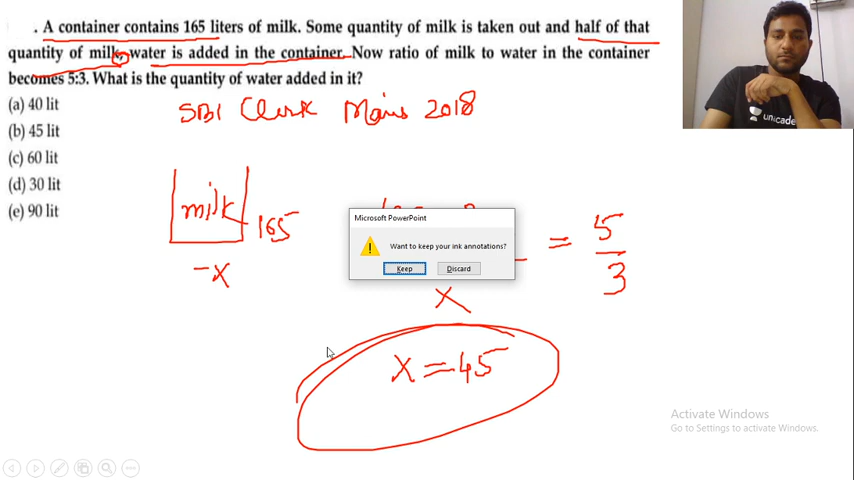 . A container contains 165 liters of milk. Some quantity of milk is taken out and half of that
quantity of milk, water is added in the container. Now ratio of milk to water in the container
becomes 5:3. What is the quantity of water added in it?
(a) 40 lit
(b) 45 lit
(c) 60 lit
(d) 30 lit
(e) 90 lit
SBI Clerk Mains 2018
unacade
milk
165
-x
Microsoft PowerPoint
Want to keep your ink annotations?
Keep
Discard
x
= 5
3
x = 45
Activate Windows
Go to Settings to activate Windows.